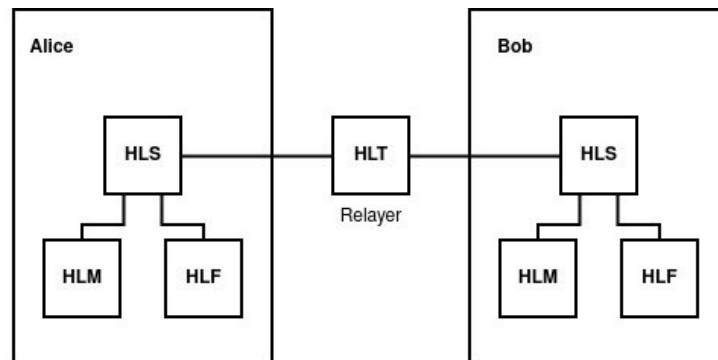 Alice
Bob
HLS
HLT
HLS
Relayer
HLM
HLF
HLM
HLF